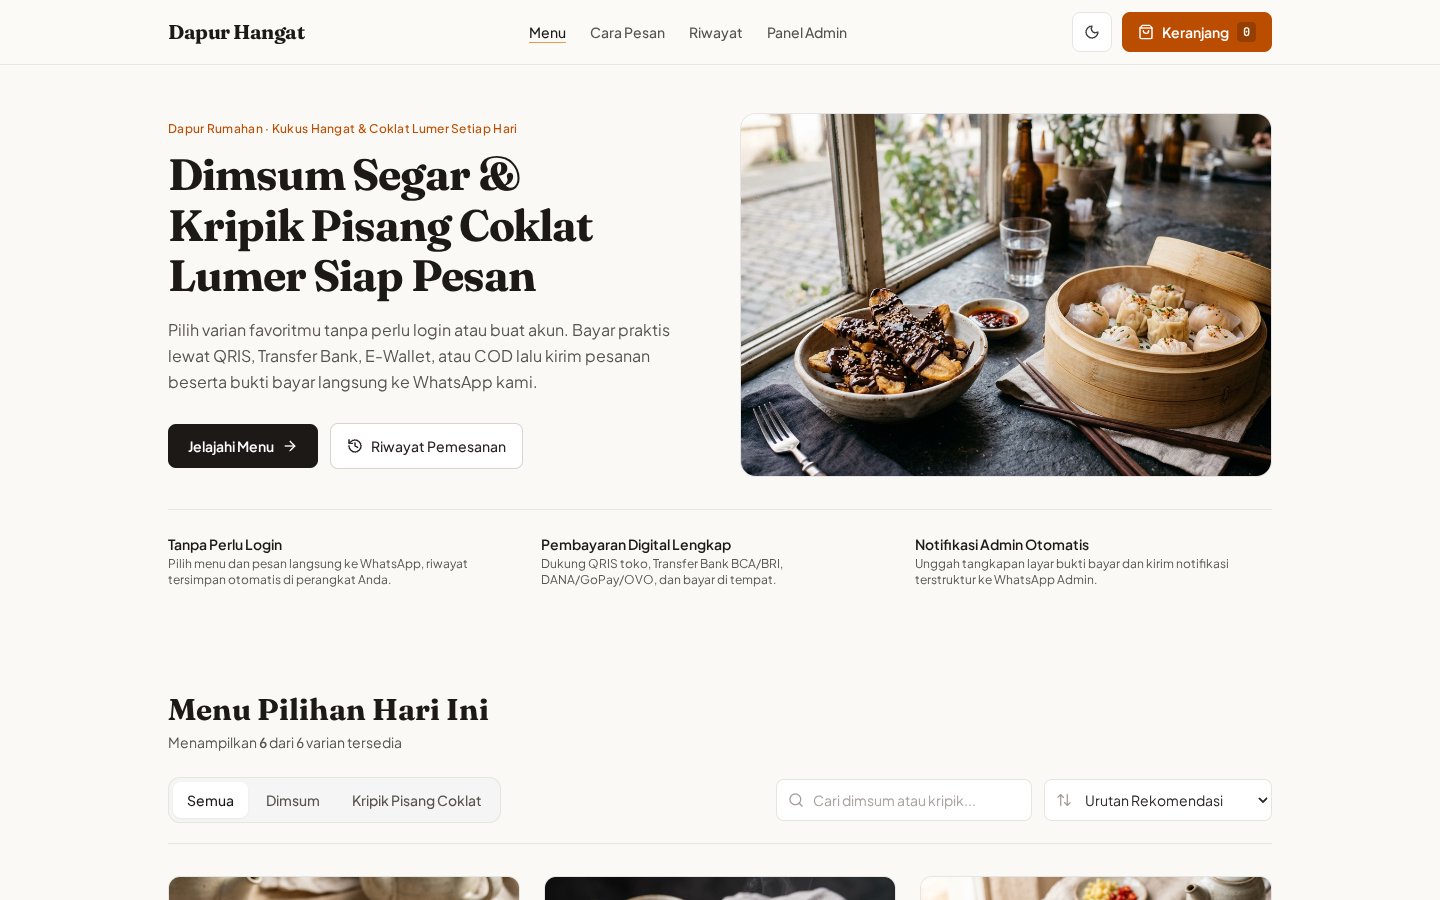 Dapur Hangat
Menu
Cara Pesan
Riwayat
Panel Admin
Keranjang 0
Dapur Rumahan · Kukus Hangat & Coklat Lumer Setiap Hari
Dimsum Segar &
Kripik Pisang Coklat
Lumer Siap Pesan
Pilih varian favoritmu tanpa perlu login atau buat akun. Bayar praktis
lewat QRIS, Transfer Bank, E-Wallet, atau COD lalu kirim pesanan
beserta bukti bayar langsung ke WhatsApp kami.
Jelajahi Menu
Riwayat Pemesanan
Tanpa Perlu Login
Pilih menu dan pesan langsung ke WhatsApp, riwayat
tersimpan otomatis di perangkat Anda.
Pembayaran Digital Lengkap
Dukung QRIS toko, Transfer Bank BCA/BRI,
DANA/GoPay/OVO, dan bayar di tempat.
Notifikasi Admin Otomatis
Unggah tangkapan layar bukti bayar dan kirim notifikasi
terstruktur ke WhatsApp Admin.
Menu Pilihan Hari Ini
Menampilkan 6 dari 6 varian tersedia
Semua
Dimsum
Kripik Pisang Coklat
Cari dimsum atau kripik...
Urutan Rekomendasi